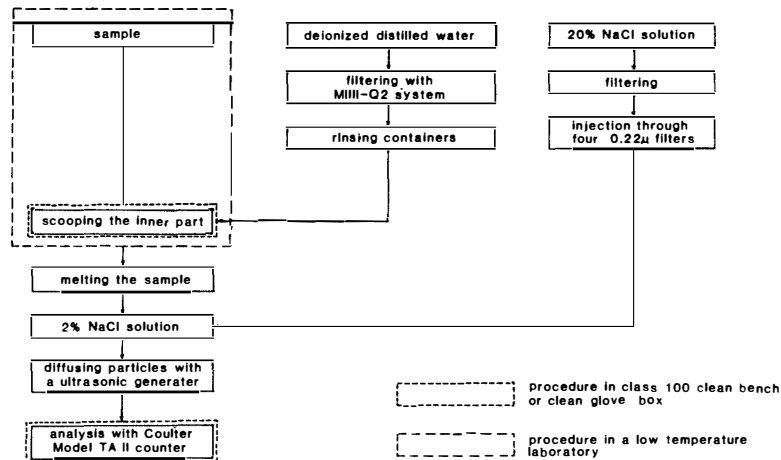 sample
deionized distilled water
20% NaCl solution
filtering with
MIlII-Q2 system
filtering
rinsing containers
injection through
four 0.22μ filters
scooping the inner part
melting the sample
2% NaCl solution
diffusing particles with
a ultrasonic generater
analysis with Coulter
Model TA II counter
procedure in class 100 clean bench
or clean glove box
procedure in a low temperature
laboratory